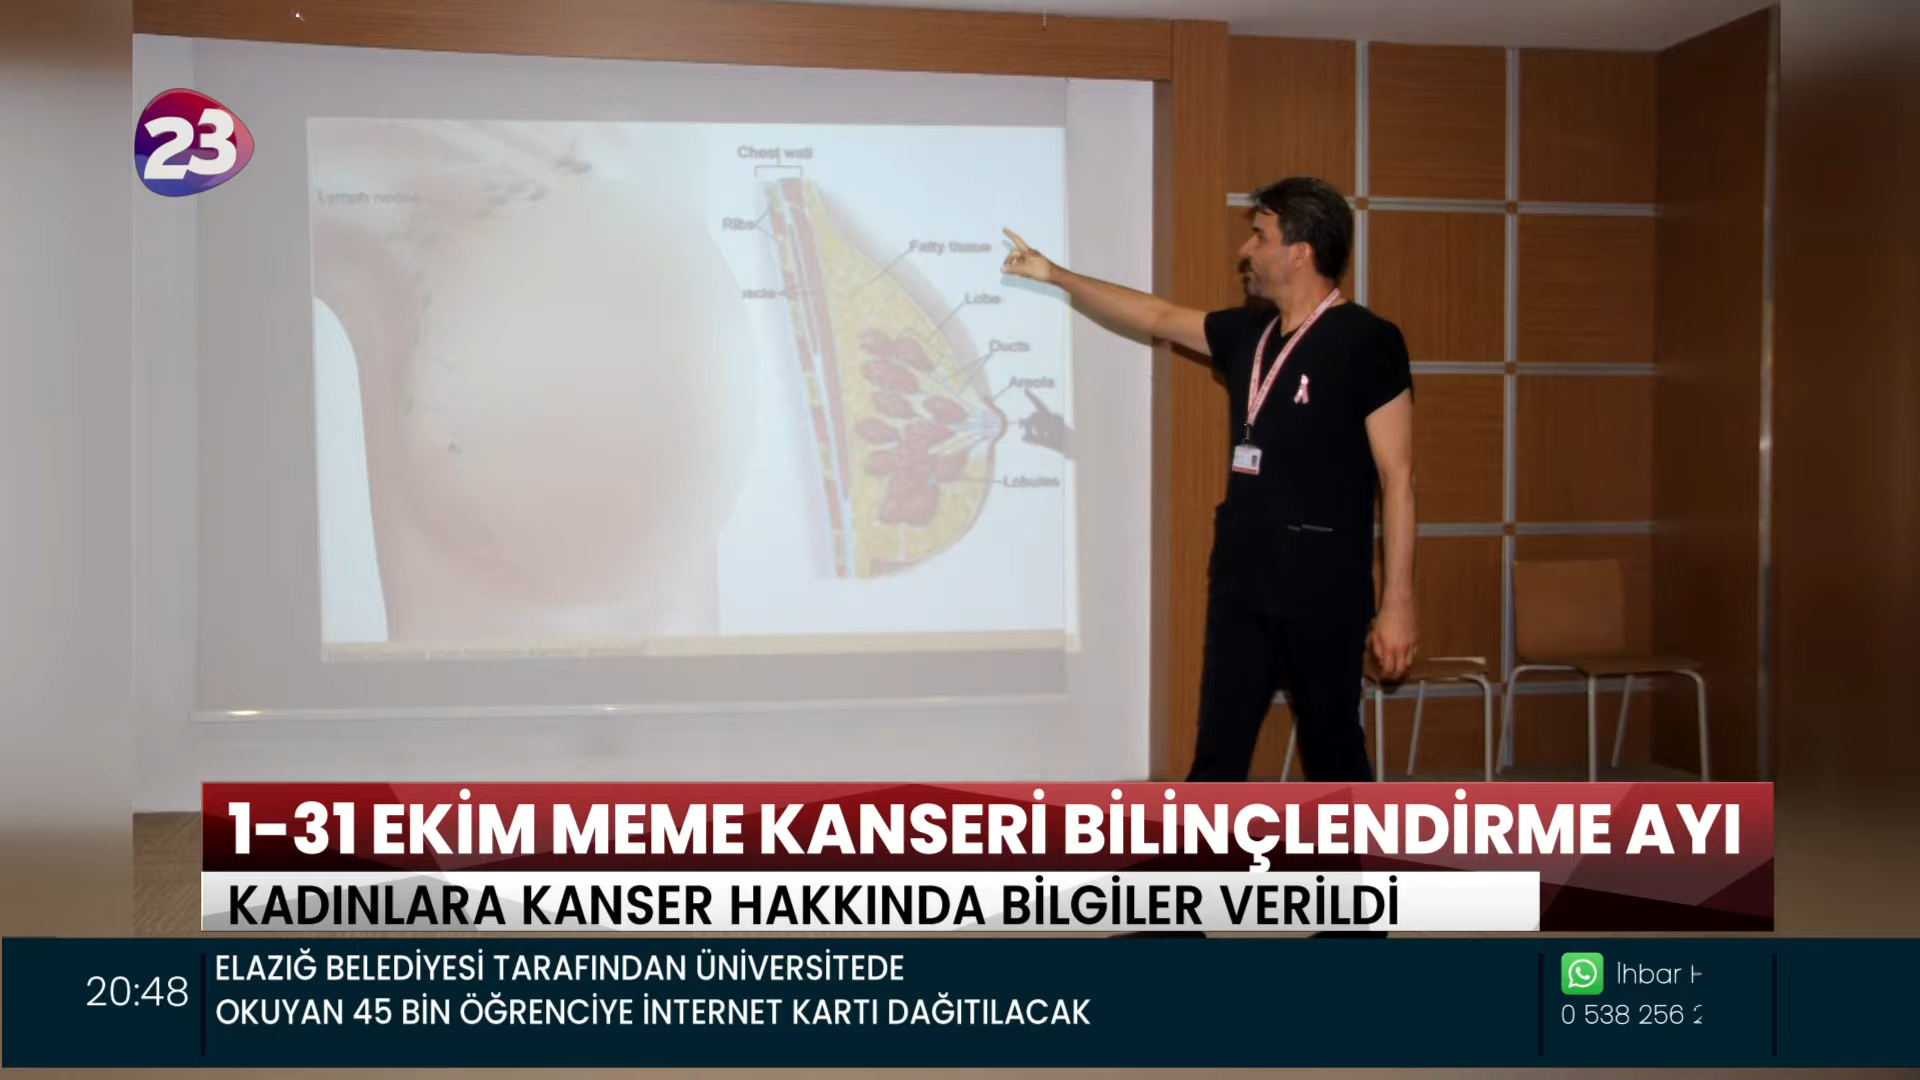 23
Chest wall
Lymph nodes
Ribs
Fatty tissue
uscle
Lobe
Ducts
Areola
Lobules
1-31 EKİM MEME KANSERİ BİLİNÇLENDİRME AYI
KADINLARA KANSER HAKKINDA BİLGİLER VERİLDİ
20:48
ELAZIĞ BELEDİYESİ TARAFINDAN ÜNİVERSİTEDE
OKUYAN 45 BİN ÖĞRENCİYE İNTERNET KARTI DAĞITILACAK
İhbar
0 538 256